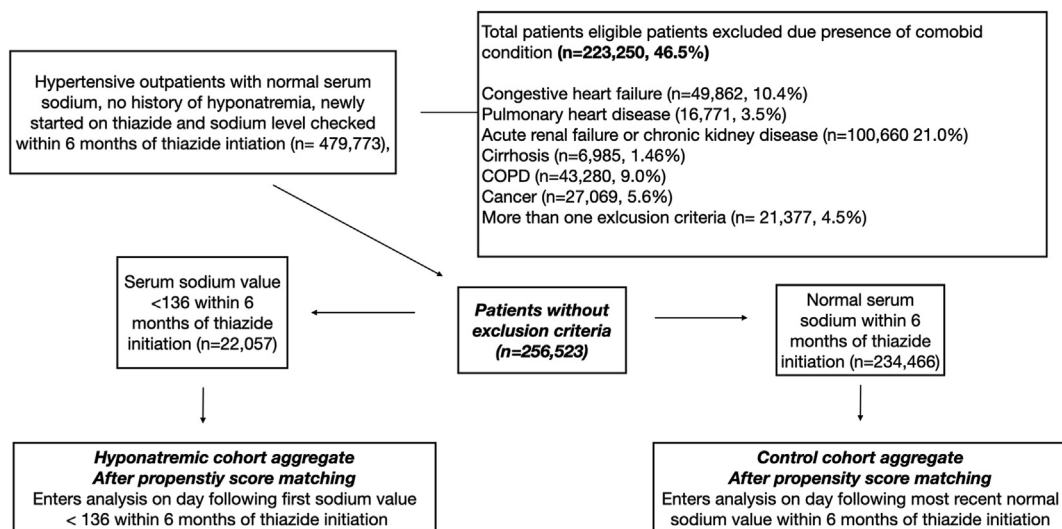 Total patients eligible patients excluded due presence of comobid
condition (n=223,250, 46.5%)
Congestive heart failure (n=49,862, 10.4%)
Pulmonary heart disease (16,771, 3.5%)
Acute renal failure or chronic kidney disease (n=100,660 21.0%)
Cirrhosis (n=6,985, 1.46%)
COPD (n=43,280, 9.0%)
Cancer (n=27,069, 5.6%)
More than one exlcusion criteria (n= 21,377, 4.5%)
Hypertensive outpatients with normal serum
sodium, no history of hyponatremia, newly
started on thiazide and sodium level checked
within 6 months of thiazide intiation (n= 479,773),
Serum sodium value
<136 within 6
months of thiazide
initiation (n=22,057)
Patients without
exclusion criteria
(n=256,523)
Normal serum
sodium within 6
months of thiazide
initiation (n=234,466)
Hyponatremic cohort aggregate
After propenstiy score matching
Enters analysis on day following first sodium value
< 136 within 6 months of thiazide initiation
Control cohort aggregate
After propensity score matching
Enters analysis on day following most recent normal
sodium value within 6 months of thiazide initiation